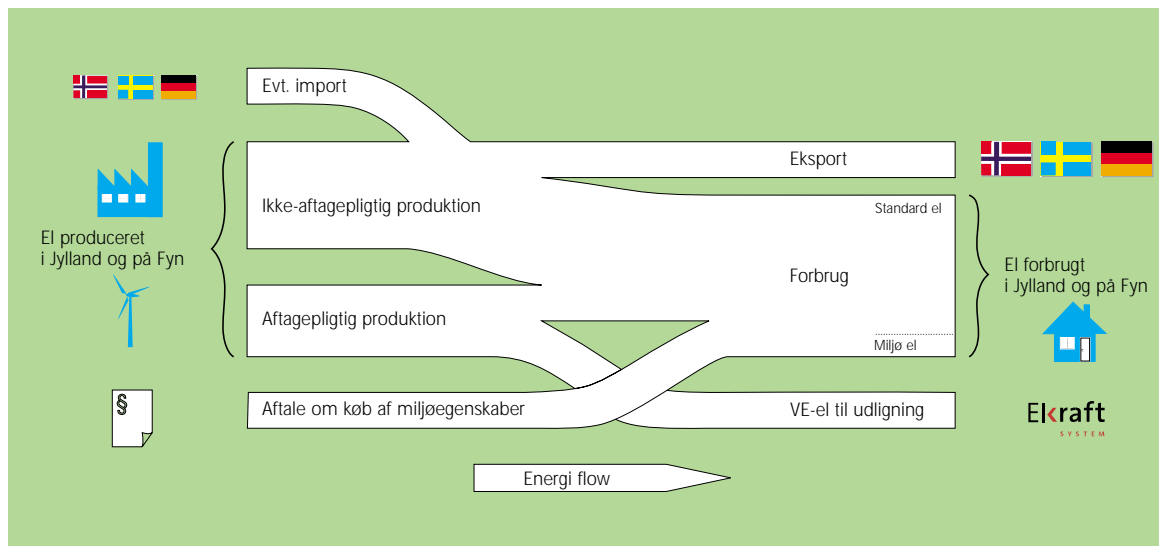 Evt. import
Eksport
Ikke-aftagepligtig produktion
Standard el
El produceret
i Jylland og på Fyn
El forbrugt
i Jylland og på Fyn
Forbrug
Aftagepligtig produktion
Miljø el
§
Aftale om køb af miljøegenskaber
VE-el til udligning
Elkraft
SYSTEM
Energi flow